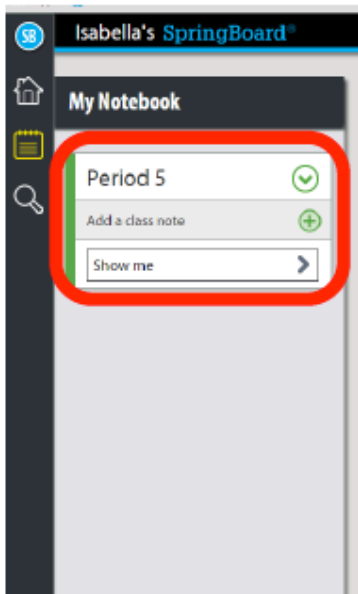 SB
Isabella's SpringBoard®
My Notebook
Period 5
Add a class note
Show me